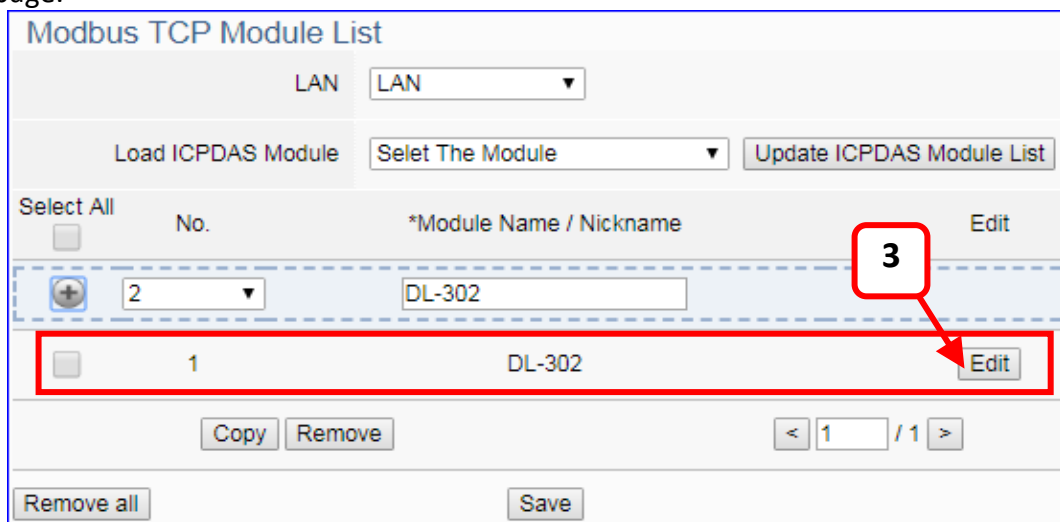 Modbus TCP Module List
LAN LAN
Load ICPDAS Module Selet The Module Update ICPDAS Module List
Select All No. *Module Name / Nickname Edit
3
2 DL-302
1 DL-302 Edit
Copy Remove < 1 / 1 >
Remove all Save